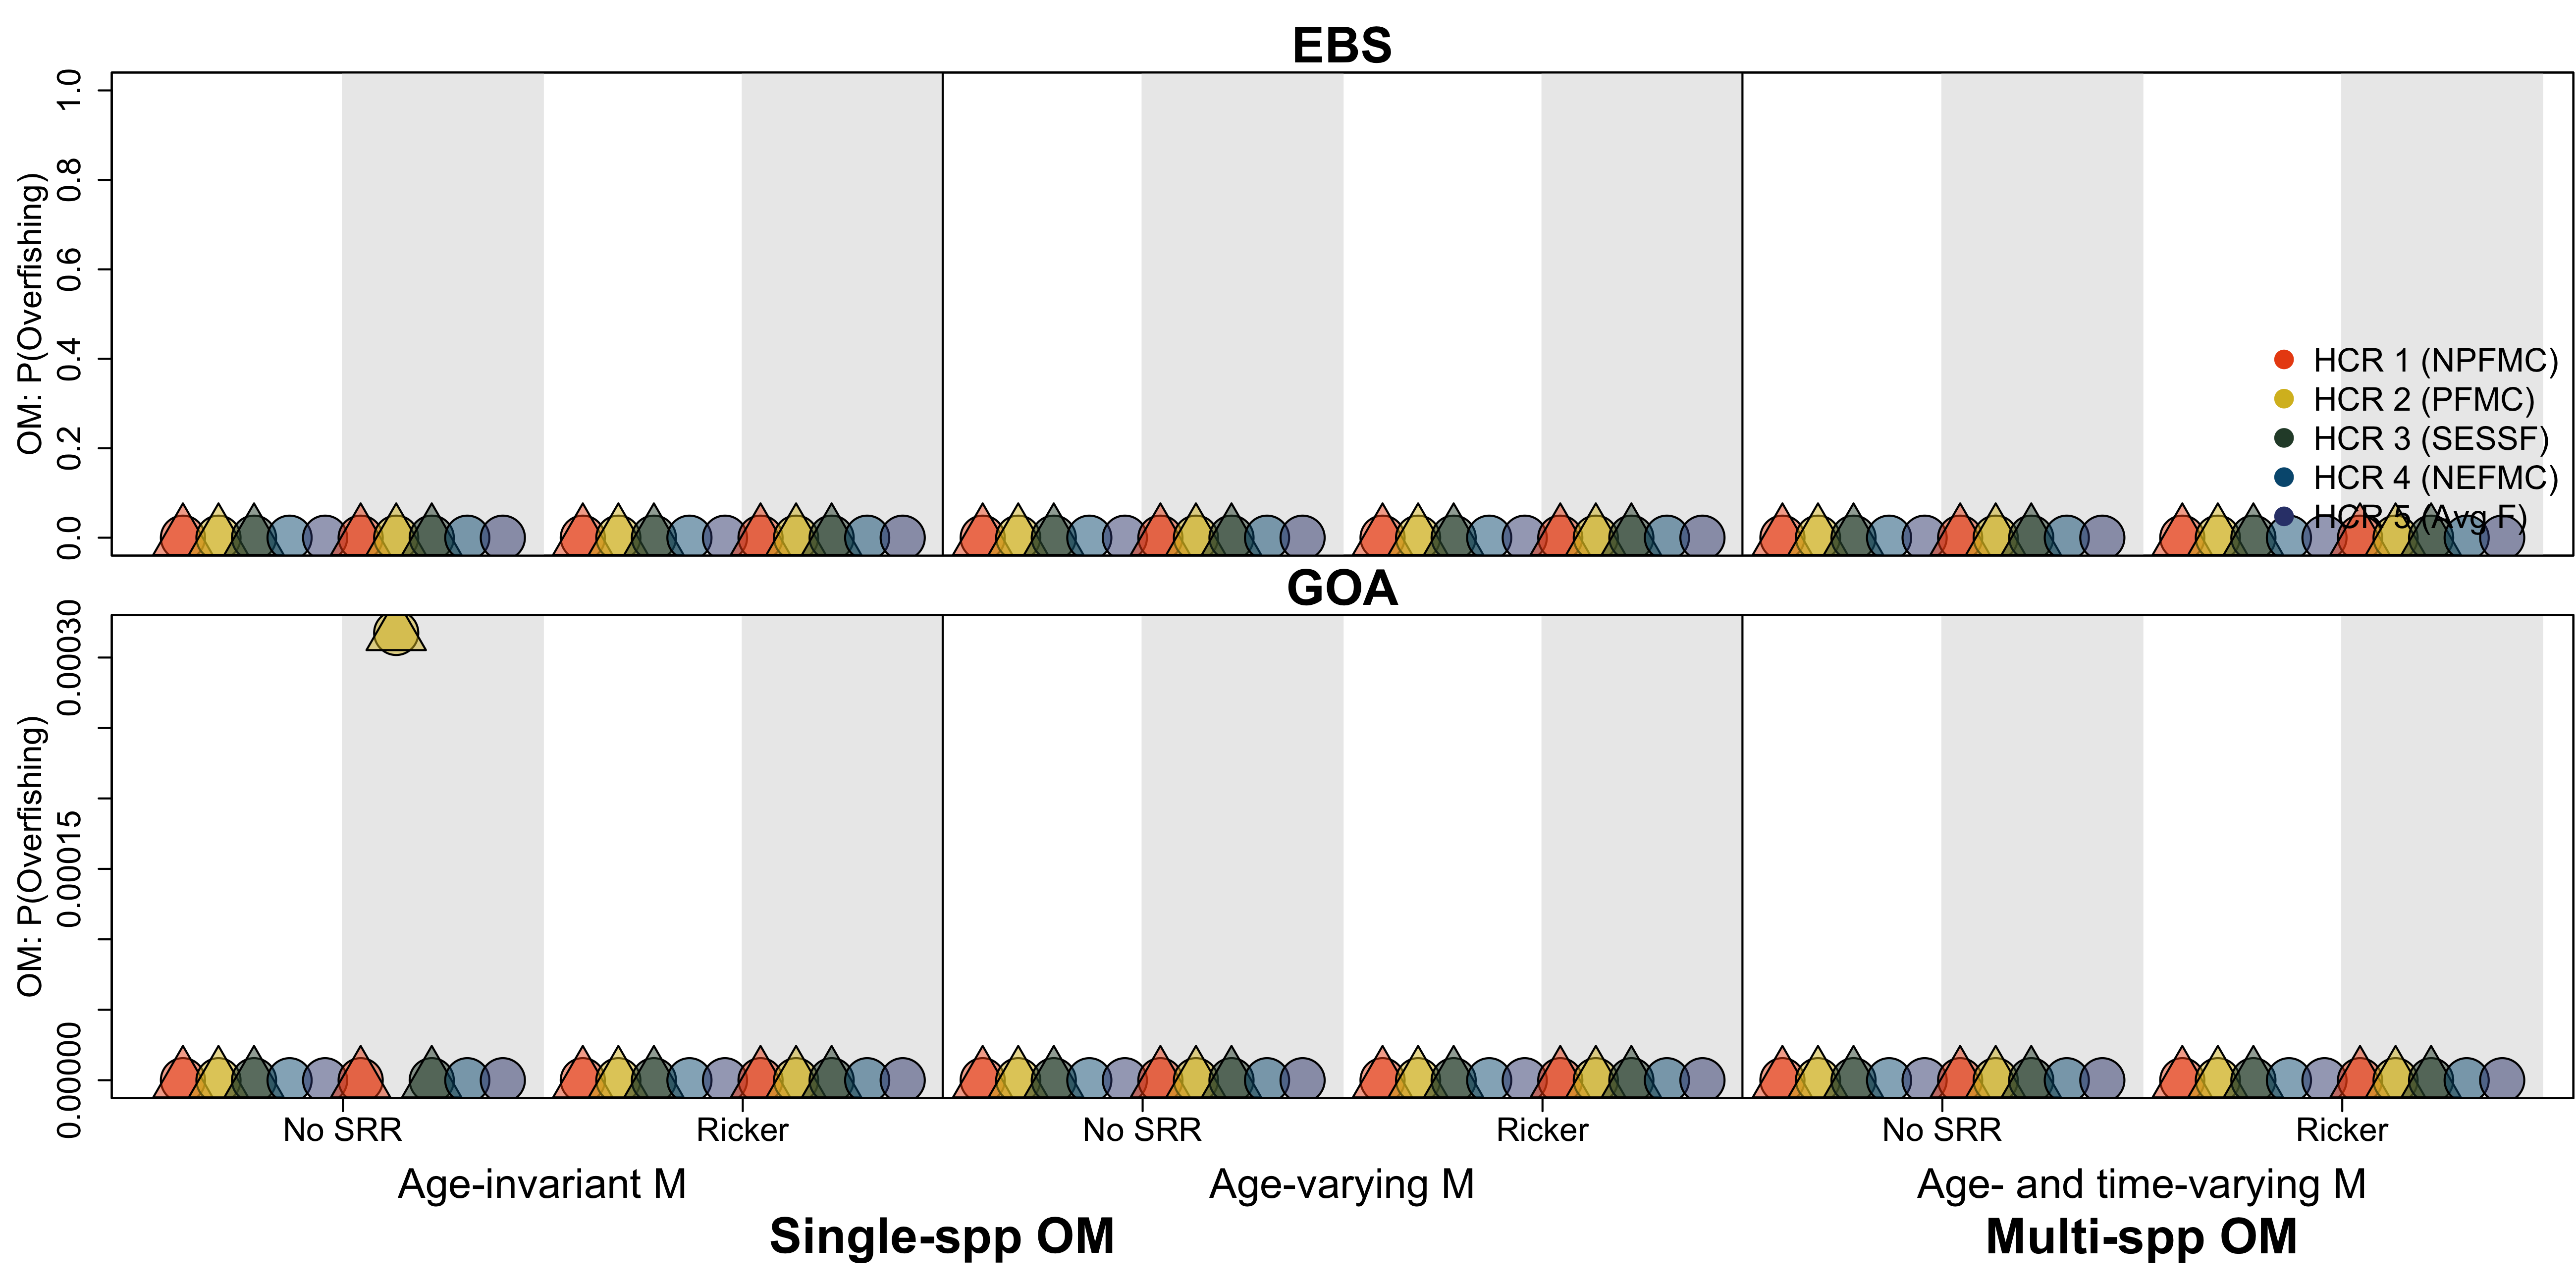 EBS
OM: P(Overfishing)
1.0
0.8
0.6
0.4
0.2
0.0
HCR 1 (NPFMC)
HCR 2 (PFMC)
HCR 3 (SESSF)
HCR 4 (NEFMC)
HCR 5 (Avg F)
GOA
OM: P(Overfishing)
0.00030
0.00015
0.00000
No SRR Ricker No SRR Ricker No SRR Ricker
Age-invariant M Age-varying M Age- and time-varying M
Single-spp OM Multi-spp OM